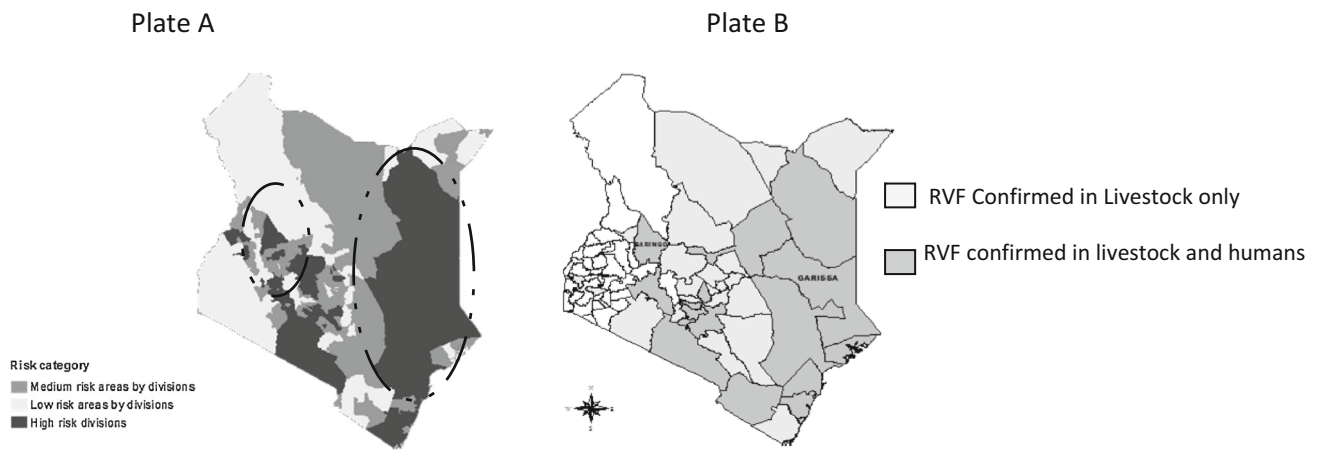 Plate A
Plate B
RVF Confirmed in Livestock only
RVF confirmed in livestock and humans
BARINGO
GARISSA
Risk category
Medium risk areas by divisions
Low risk areas by divisions
High risk divisions